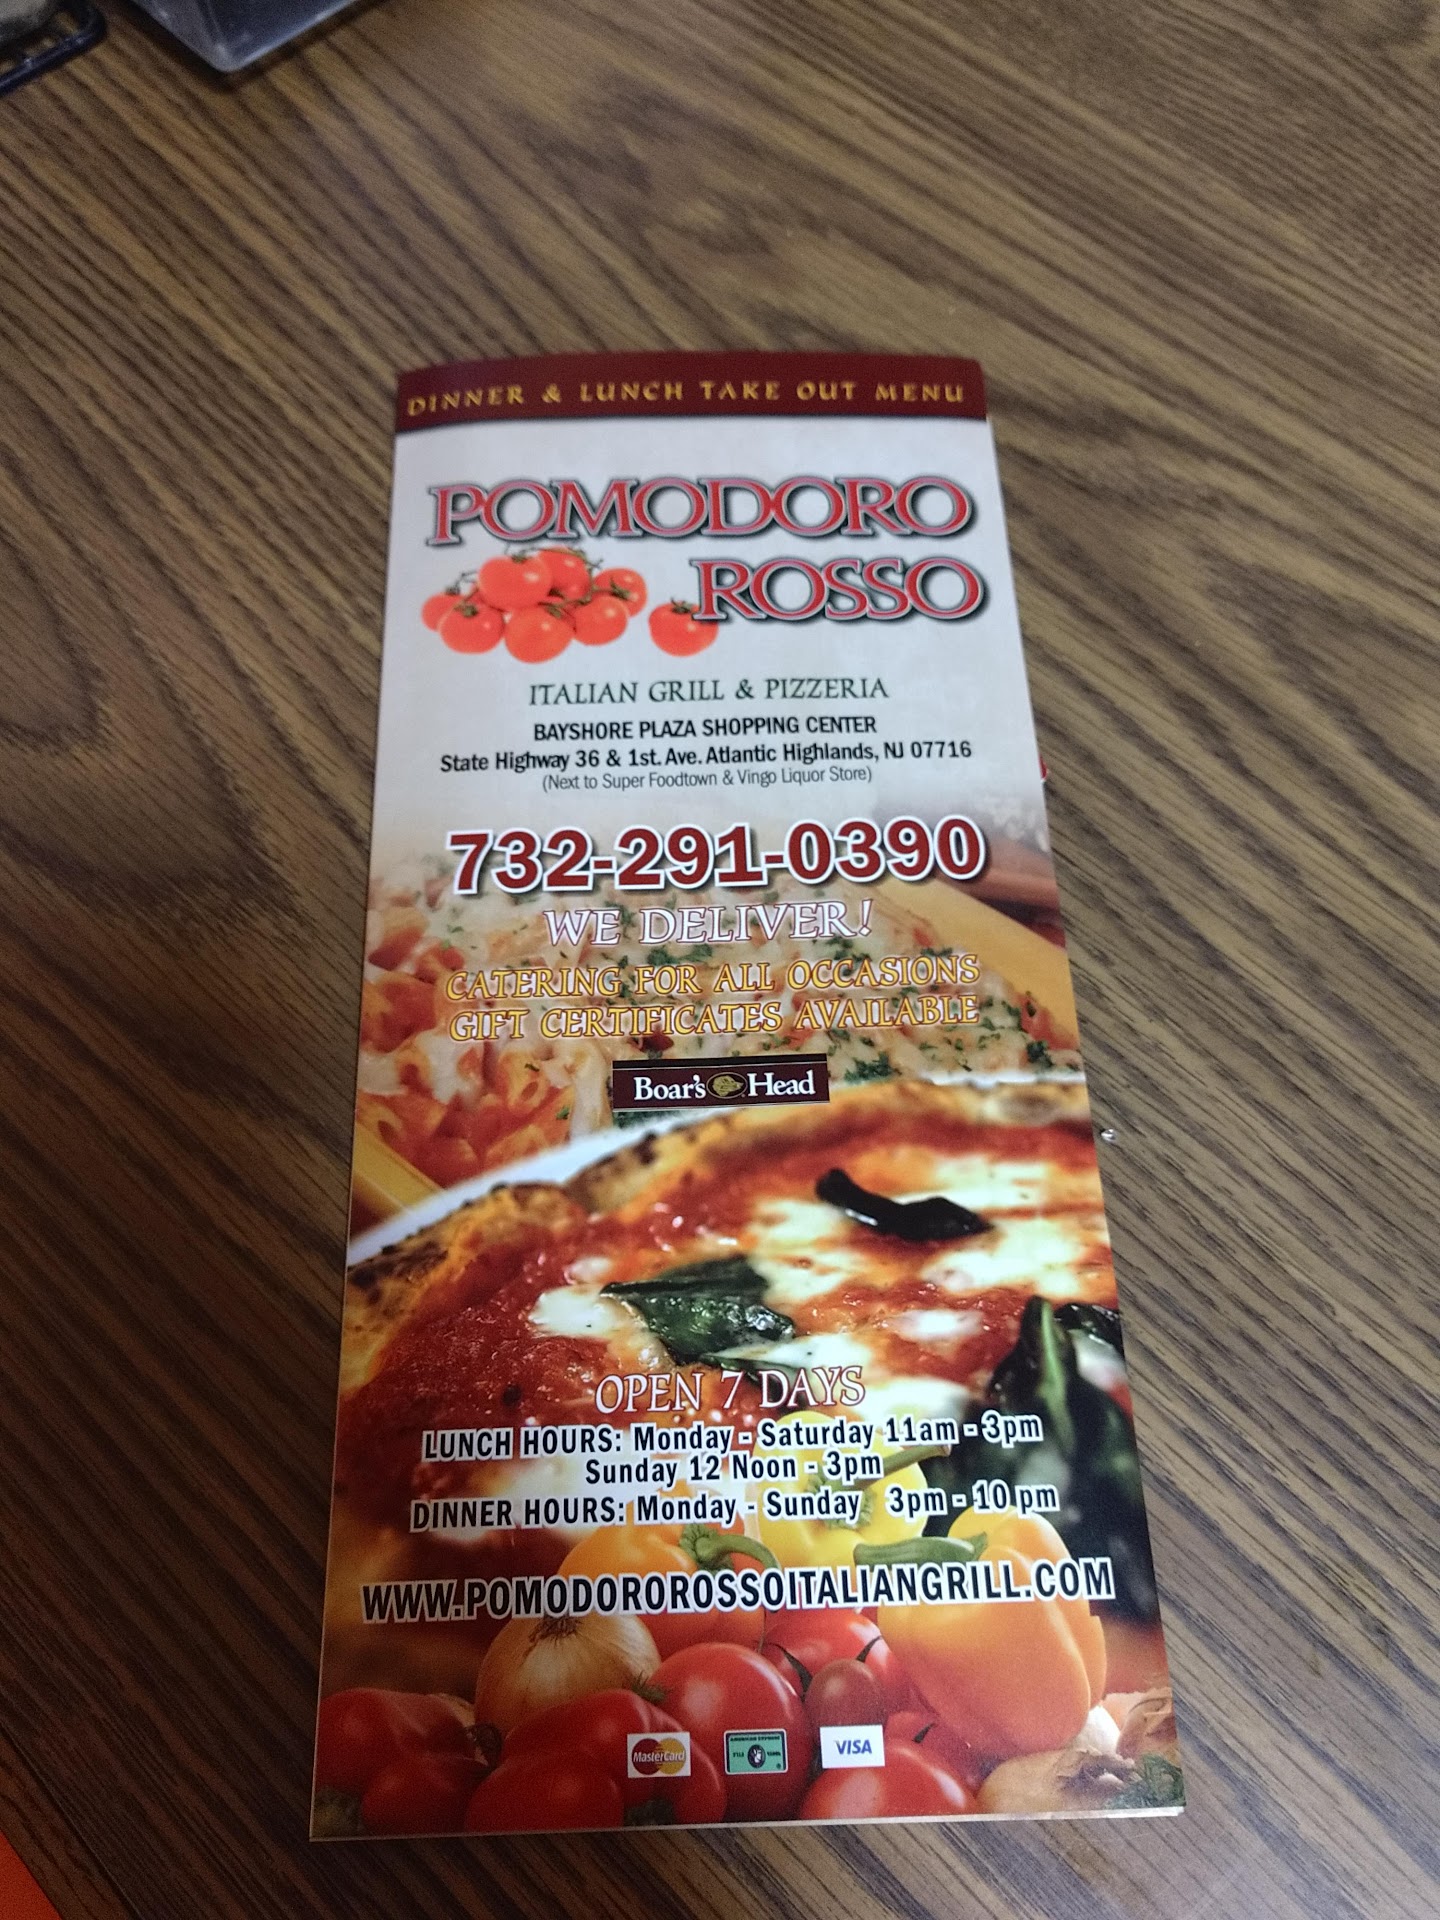 DINNER & LUNCH TAKE OUT MENU
POMODORO
ROSSO
ITALIAN GRILL & PIZZERIA
BAYSHORE PLAZA SHOPPING CENTER
State Highway 36 & 1st. Ave. Atlantic Highlands, NJ 07716
(Next to Super Foodtown & Vingo Liquor Store)
732-291-0390
WE DELIVER!
CATERING FOR ALL OCCASIONS
GIFT CERTIFICATES AVAILABLE
Boar's Head
OPEN 7 DAYS
LUNCH HOURS: Monday - Saturday 11am - 3pm
Sunday 12 Noon - 3pm
DINNER HOURS: Monday - Sunday 3pm - 10 pm
WWW.POMODOROROSSOITALIANGRILL.COM
MasterCard AMERICAN EXPRESS VISA